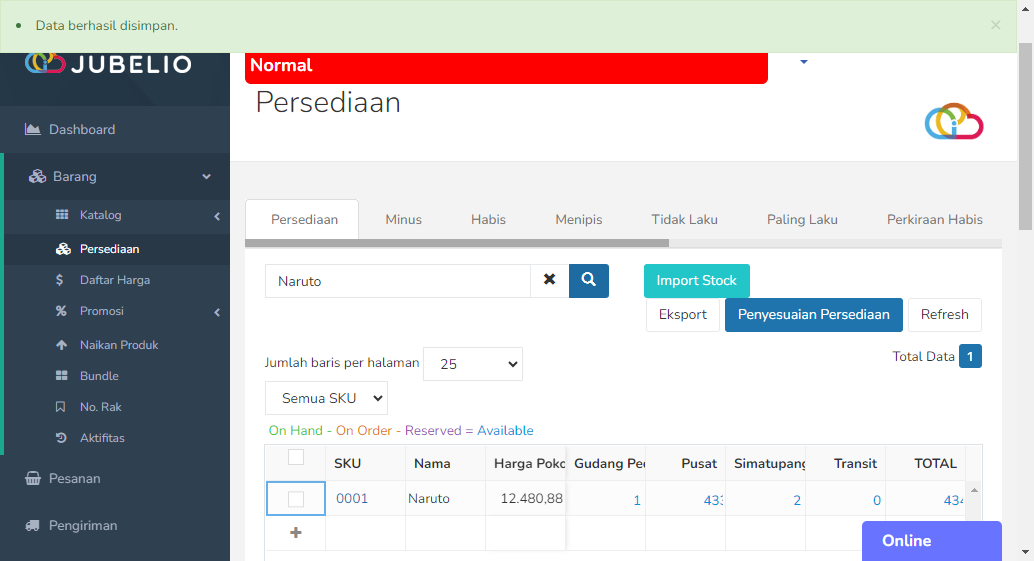 Data berhasil disimpan.
×
JUBELIO
Normal
Persediaan
Dashboard
Barang
Katalog
Persediaan
$ Daftar Harga
% Promosi
Naikan Produk
Bundle
No. Rak
Aktifitas
Pesanan
Pengiriman
Persediaan Minus Habis Menipis Tidak Laku Paling Laku Perkiraan Habis
Naruto
Import Stock
Eksport Penyesuaian Persediaan Refresh
Jumlah baris per halaman 25
Total Data 1
Semua SKU
On Hand - On Order - Reserved = Available
SKU Nama Harga Poko Gudang Pusat Simatupang Transit TOTAL
0001 Naruto 12.480,88 1 2 0
Online